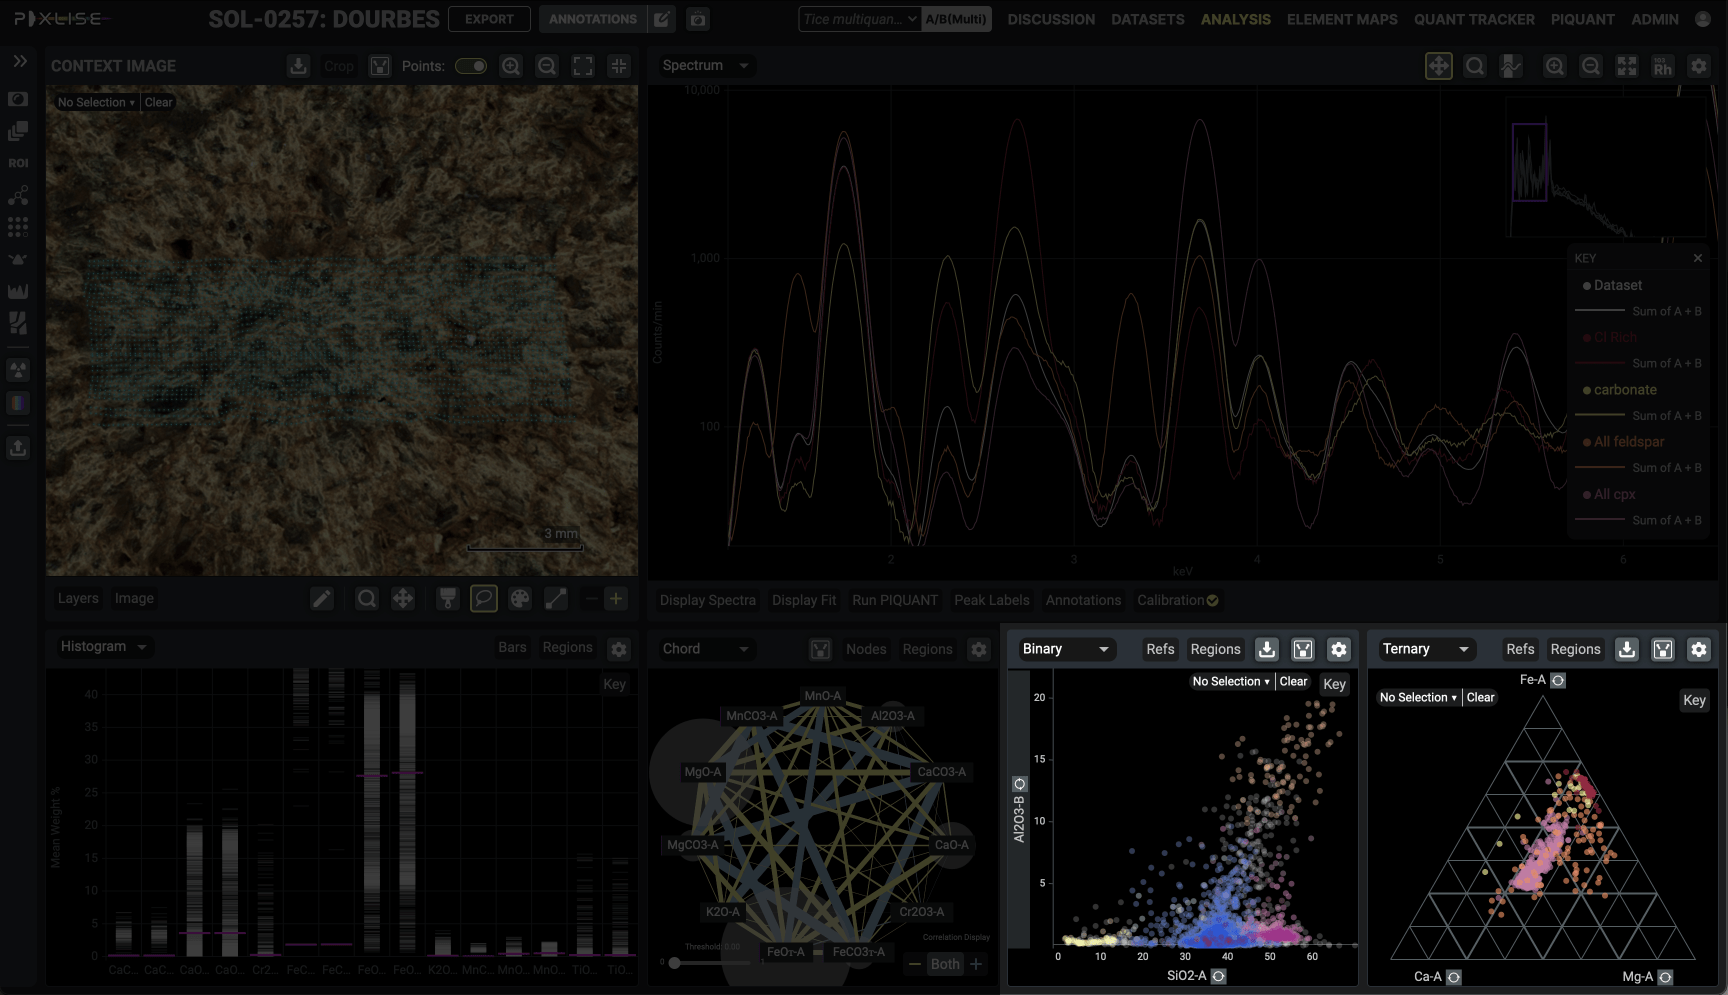 PIXLISE
SOL-0257: DOURBES
EXPORT
ANNOTATIONS
Tice multiquan...
A/B(Multi)
DISCUSSION
DATASETS
ANALYSIS
ELEMENT MAPS
QUANT TRACKER
PIQUANT
ADMIN
CONTEXT IMAGE
Crop
Points:
No Selection
Clear
ROI
3 mm
Layers
Image
Spectrum
103
Rh
10,000
1,000
100
Counts/min
2
3
4
5
6
keV
KEY
Dataset
Sum of A + B
Cl Rich
Sum of A + B
carbonate
Sum of A + B
All feldspar
Sum of A + B
All cpx
Sum of A + B
Display Spectra
Display Fit
Run PIQUANT
Peak Labels
Annotations
Calibration
Histogram
Bars
Regions
Key
40
35
30
25
20
15
10
5
0
Mean Weight %
CaC...
CaC...
CaO...
CaO...
Cr2...
FeC...
FeC...
FeO...
FeO...
K2O...
MnC...
MnO...
MnO...
TiO...
TiO...
Chord
Nodes
Regions
MnO-A
MnCO3-A
Al2O3-A
MgO-A
CaCO3-A
MgCO3-A
CaO-A
K2O-A
Cr2O3-A
FeOT-A
FeCO3T-A
Threshold: 0.00
0
1
Correlation Display
Both
Binary
Refs
Regions
No Selection
Clear
Key
20
15
10
5
Al2O3-B
0
10
20
30
40
50
60
SiO2-A
Ternary
Refs
Regions
Fe-A
No Selection
Clear
Key
Ca-A
Mg-A